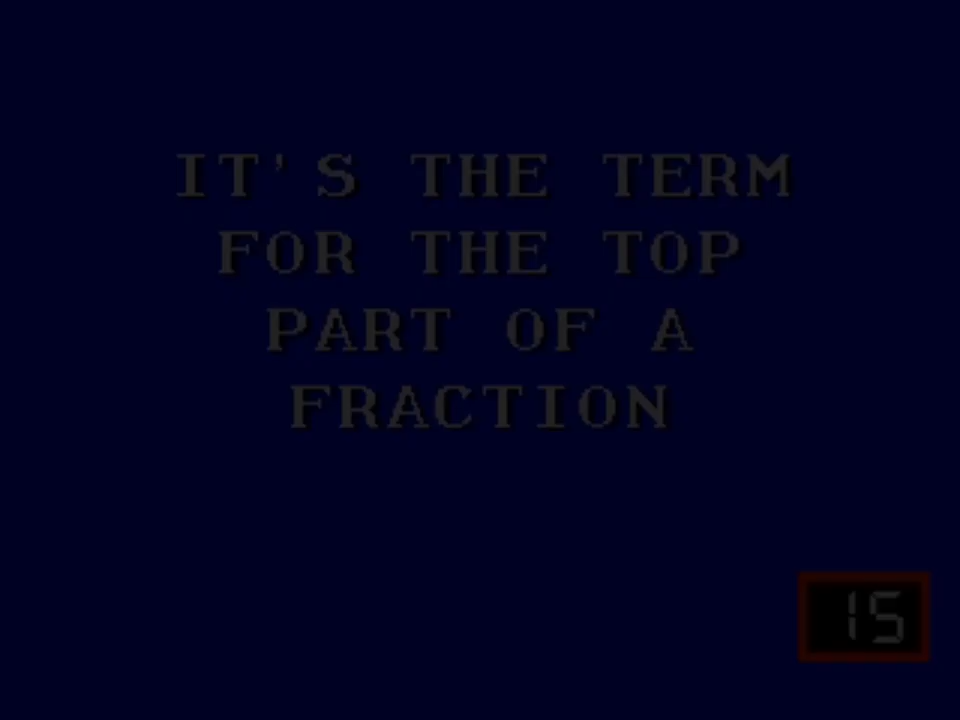 IT'S THE TERM
FOR THE TOP
PART OF A
FRACTION
15